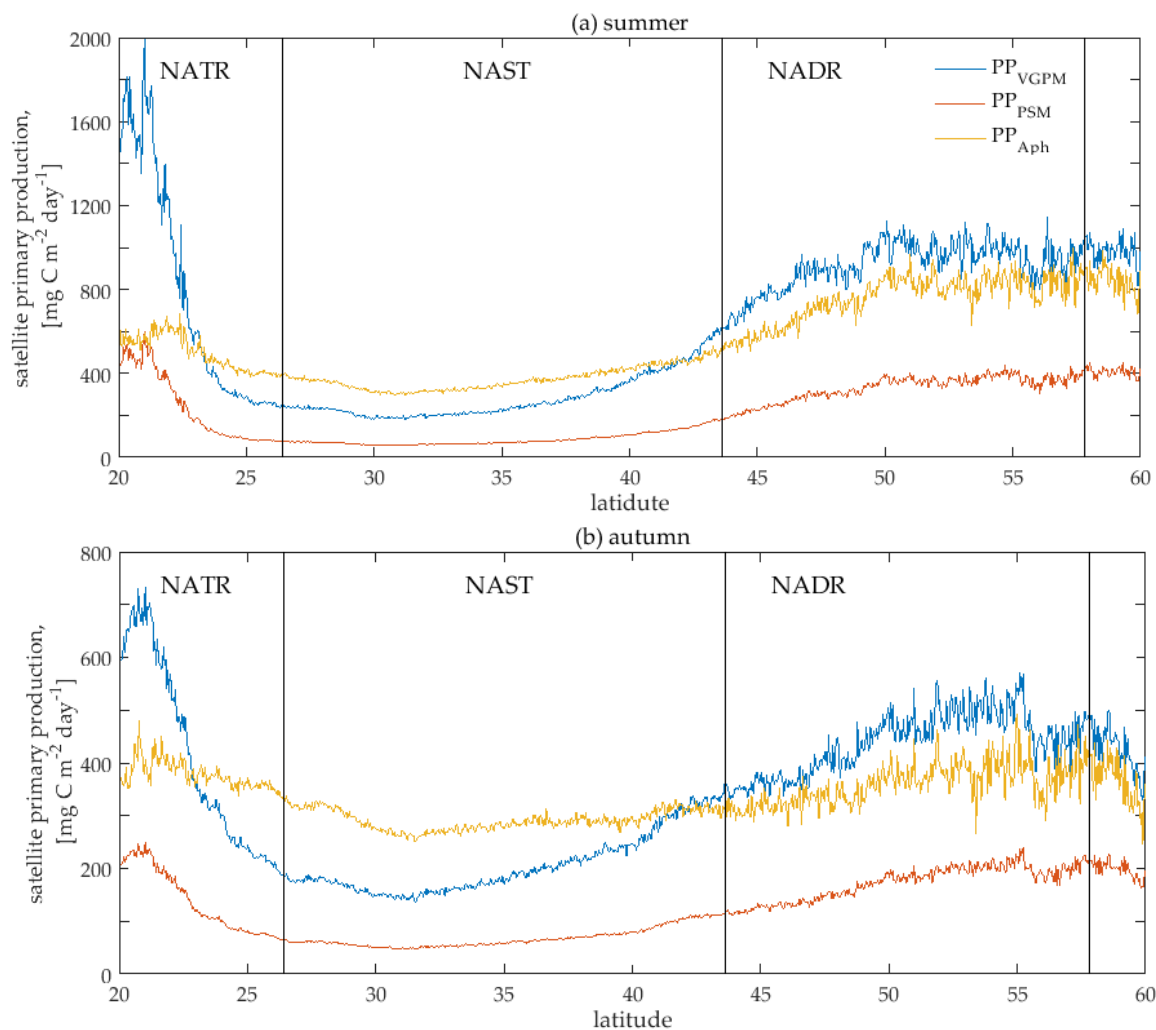 (a) summer
2000
1600
1200
800
400
0
satellite primary production,
[mg C m-2 day-1]
NATR
NAST
NADR
PPVGPM
PPPSM
PPAph
20 25 30 35 40 45 50 55 60
latidute
(b) autumn
800
600
400
200
0
satellite primary production,
[mg C m-2 day-1]
NATR
NAST
NADR
20 25 30 35 40 45 50 55 60
latitude